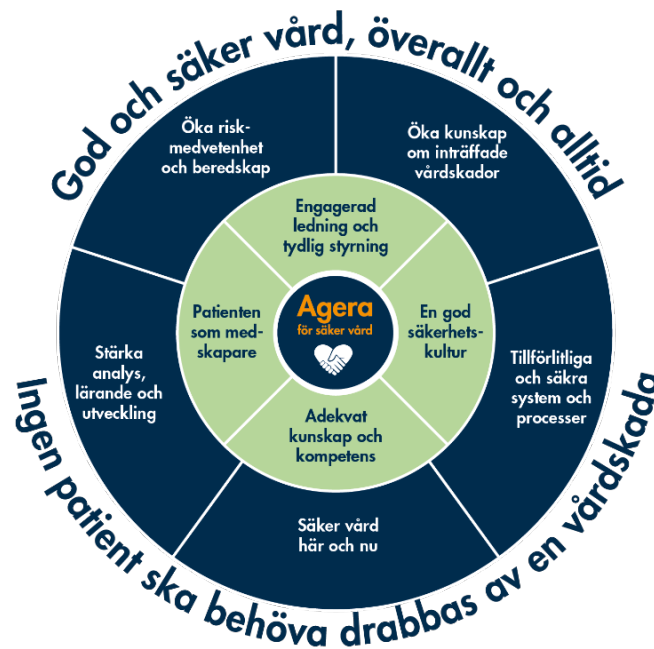 God och säker vård, överallt och alltid
Öka risk-
medvetenhet
och beredskap
Öka kunskap
om inträffade
vårdskador
Engagerad
ledning och
tydlig styrning
Patienten
som med-
skapare
Agera
för säker vård
En god
säkerhets-
kultur
Stärka
analys,
lärande och
utveckling
Tillförlitliga
och säkra
system och
processer
Adekvat
kunskap och
kompetens
Säker vård
här och nu
Ingen patient ska behöva drabbas av en vårdskada